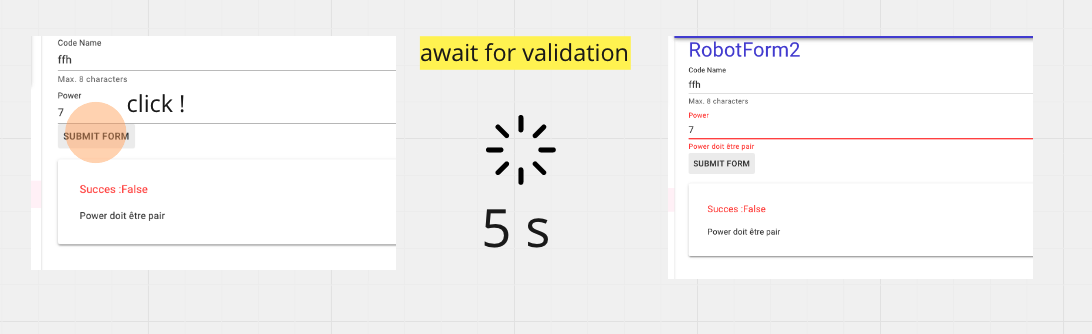 Code Name
ffh
Max. 8 characters
Power
7
click !
SUBMIT FORM
Succes :False
Power doit être pair
await for validation
5 s
RobotForm2
Code Name
ffh
Max. 8 characters
Power
7
Power doit être pair
SUBMIT FORM
Succes :False
Power doit être pair